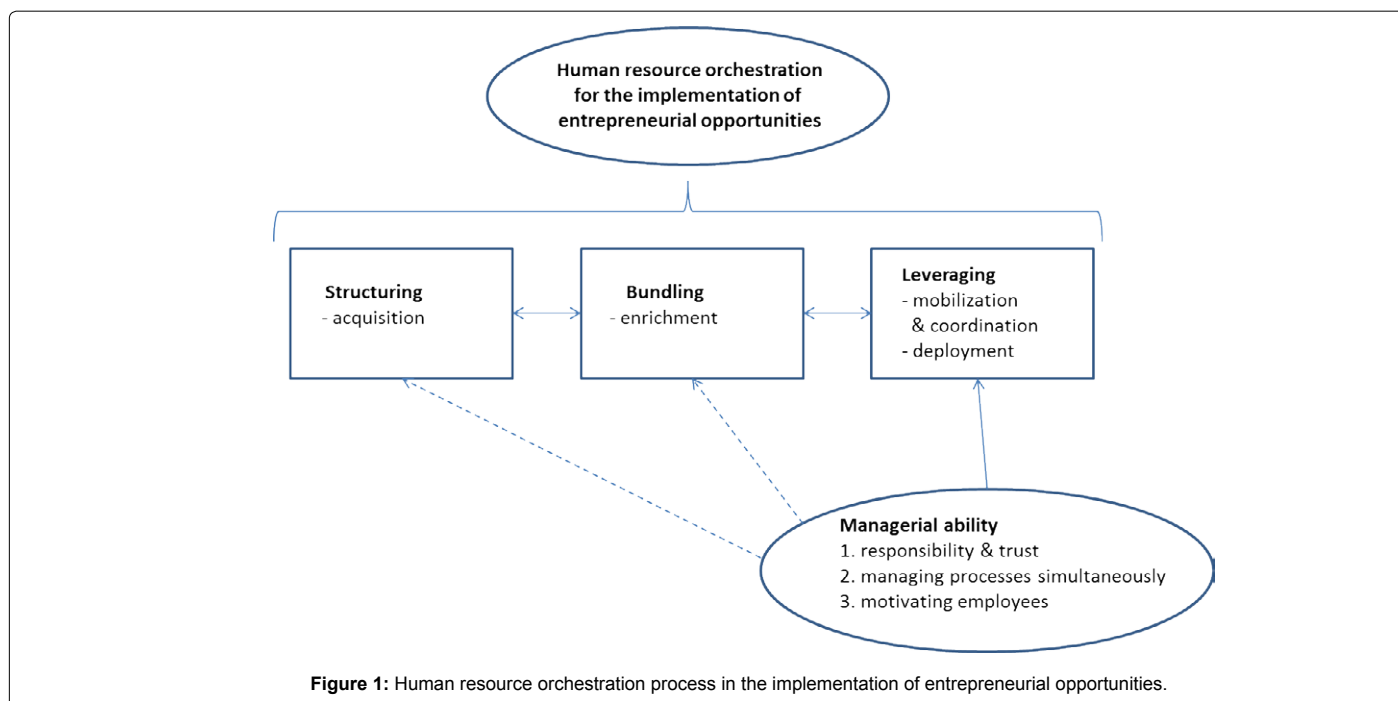 Human resource orchestration
for the implementation of
entrepreneurial opportunities
Structuring
- acquisition
Bundling
- enrichment
Leveraging
- mobilization
& coordination
- deployment
Managerial ability
1. responsibility & trust
2. managing processes simultaneously
3. motivating employees
Figure 1: Human resource orchestration process in the implementation of entrepreneurial opportunities.